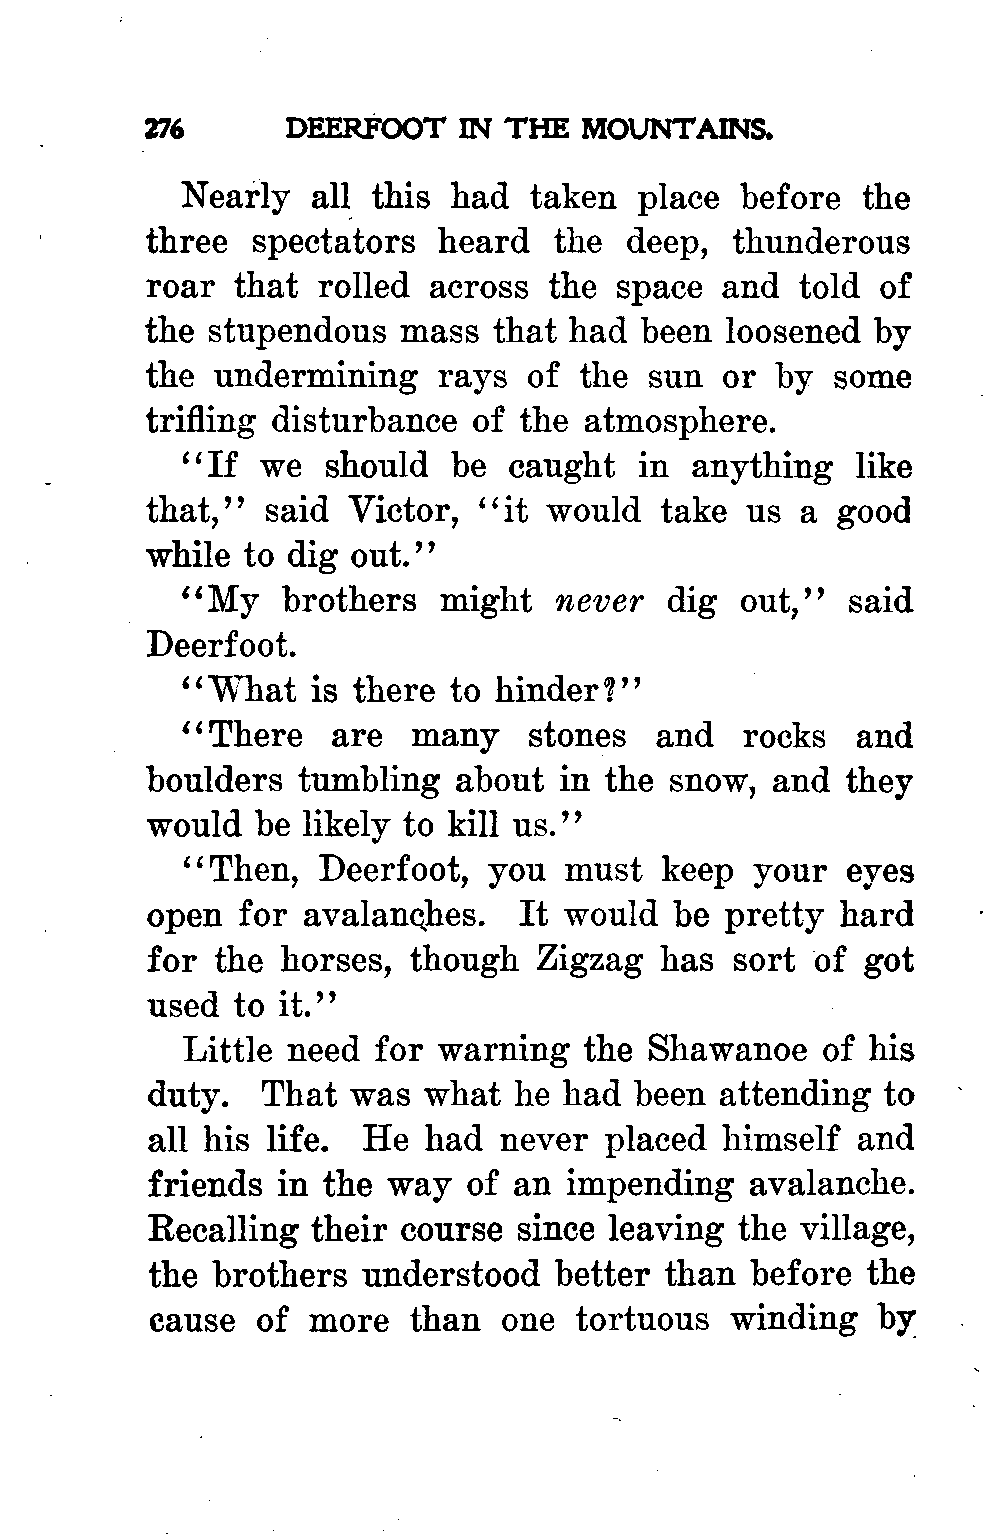 276 DEERFOOT IN THE MOUNTAINS.
Nearly all this had taken place before the
three spectators heard the deep, thunderous
roar that rolled across the space and told of
the stupendous mass that had been loosened by
the undermining rays of the sun or by some
trifling disturbance of the atmosphere.
“If we should be caught in anything like
that,” said Victor, “it would take us a good
while to dig out.”
“My brothers might never dig out,” said
Deerfoot.
“What is there to hinder?”
“There are many stones and rocks and
boulders tumbling about in the snow, and they
would be likely to kill us.”
“Then, Deerfoot, you must keep your eyes
open for avalanches. It would be pretty hard
for the horses, though Zigzag has sort of got
used to it.”
Little need for warning the Shawanoe of his
duty. That was what he had been attending to
all his life. He had never placed himself and
friends in the way of an impending avalanche.
Recalling their course since leaving the village,
the brothers understood better than before the
cause of more than one tortuous winding by